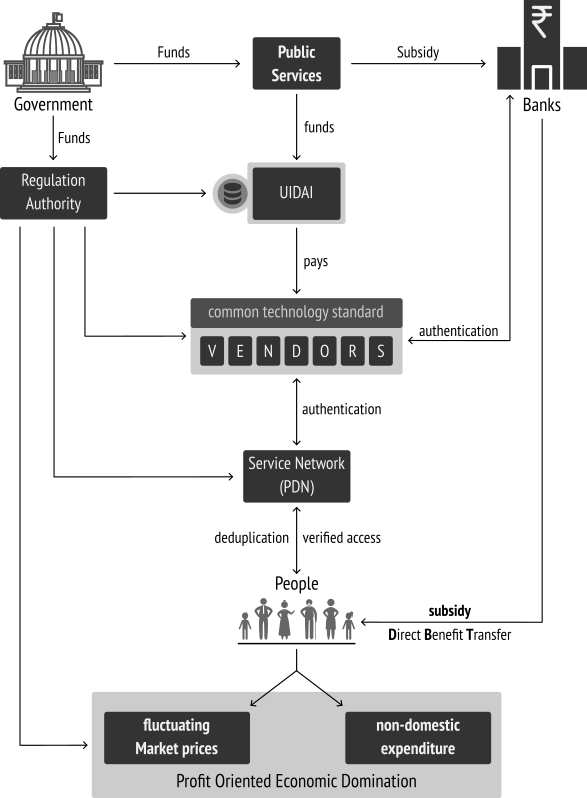 Funds
Public
Services
Subsidy
₹
Government
Banks
Funds
funds
Regulation
Authority
UIDAI
pays
common technology standard
V E N D O R S
authentication
authentication
Service Network
(PDN)
deduplication
verified access
People
subsidy
Direct Benefit Transfer
fluctuating
Market prices
non-domestic
expenditure
Profit Oriented Economic Domination